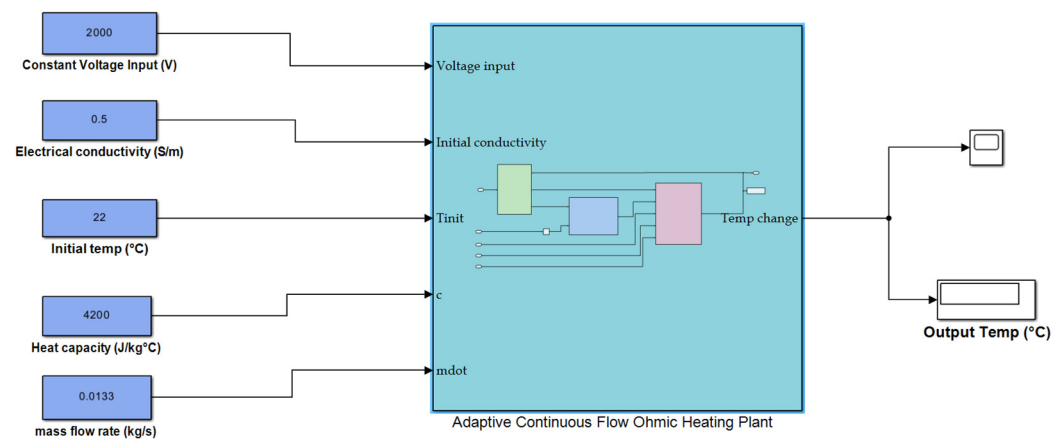 2000
Constant Voltage Input (V)
0.5
Electrical conductivity (S/m)
22
Initial temp (°C)
4200
Heat capacity (J/kg°C)
0.0133
mass flow rate (kg/s)
Voltage input
Initial conductivity
Tinit
c
mdot
Temp change
Adaptive Continuous Flow Ohmic Heating Plant
Output Temp (°C)